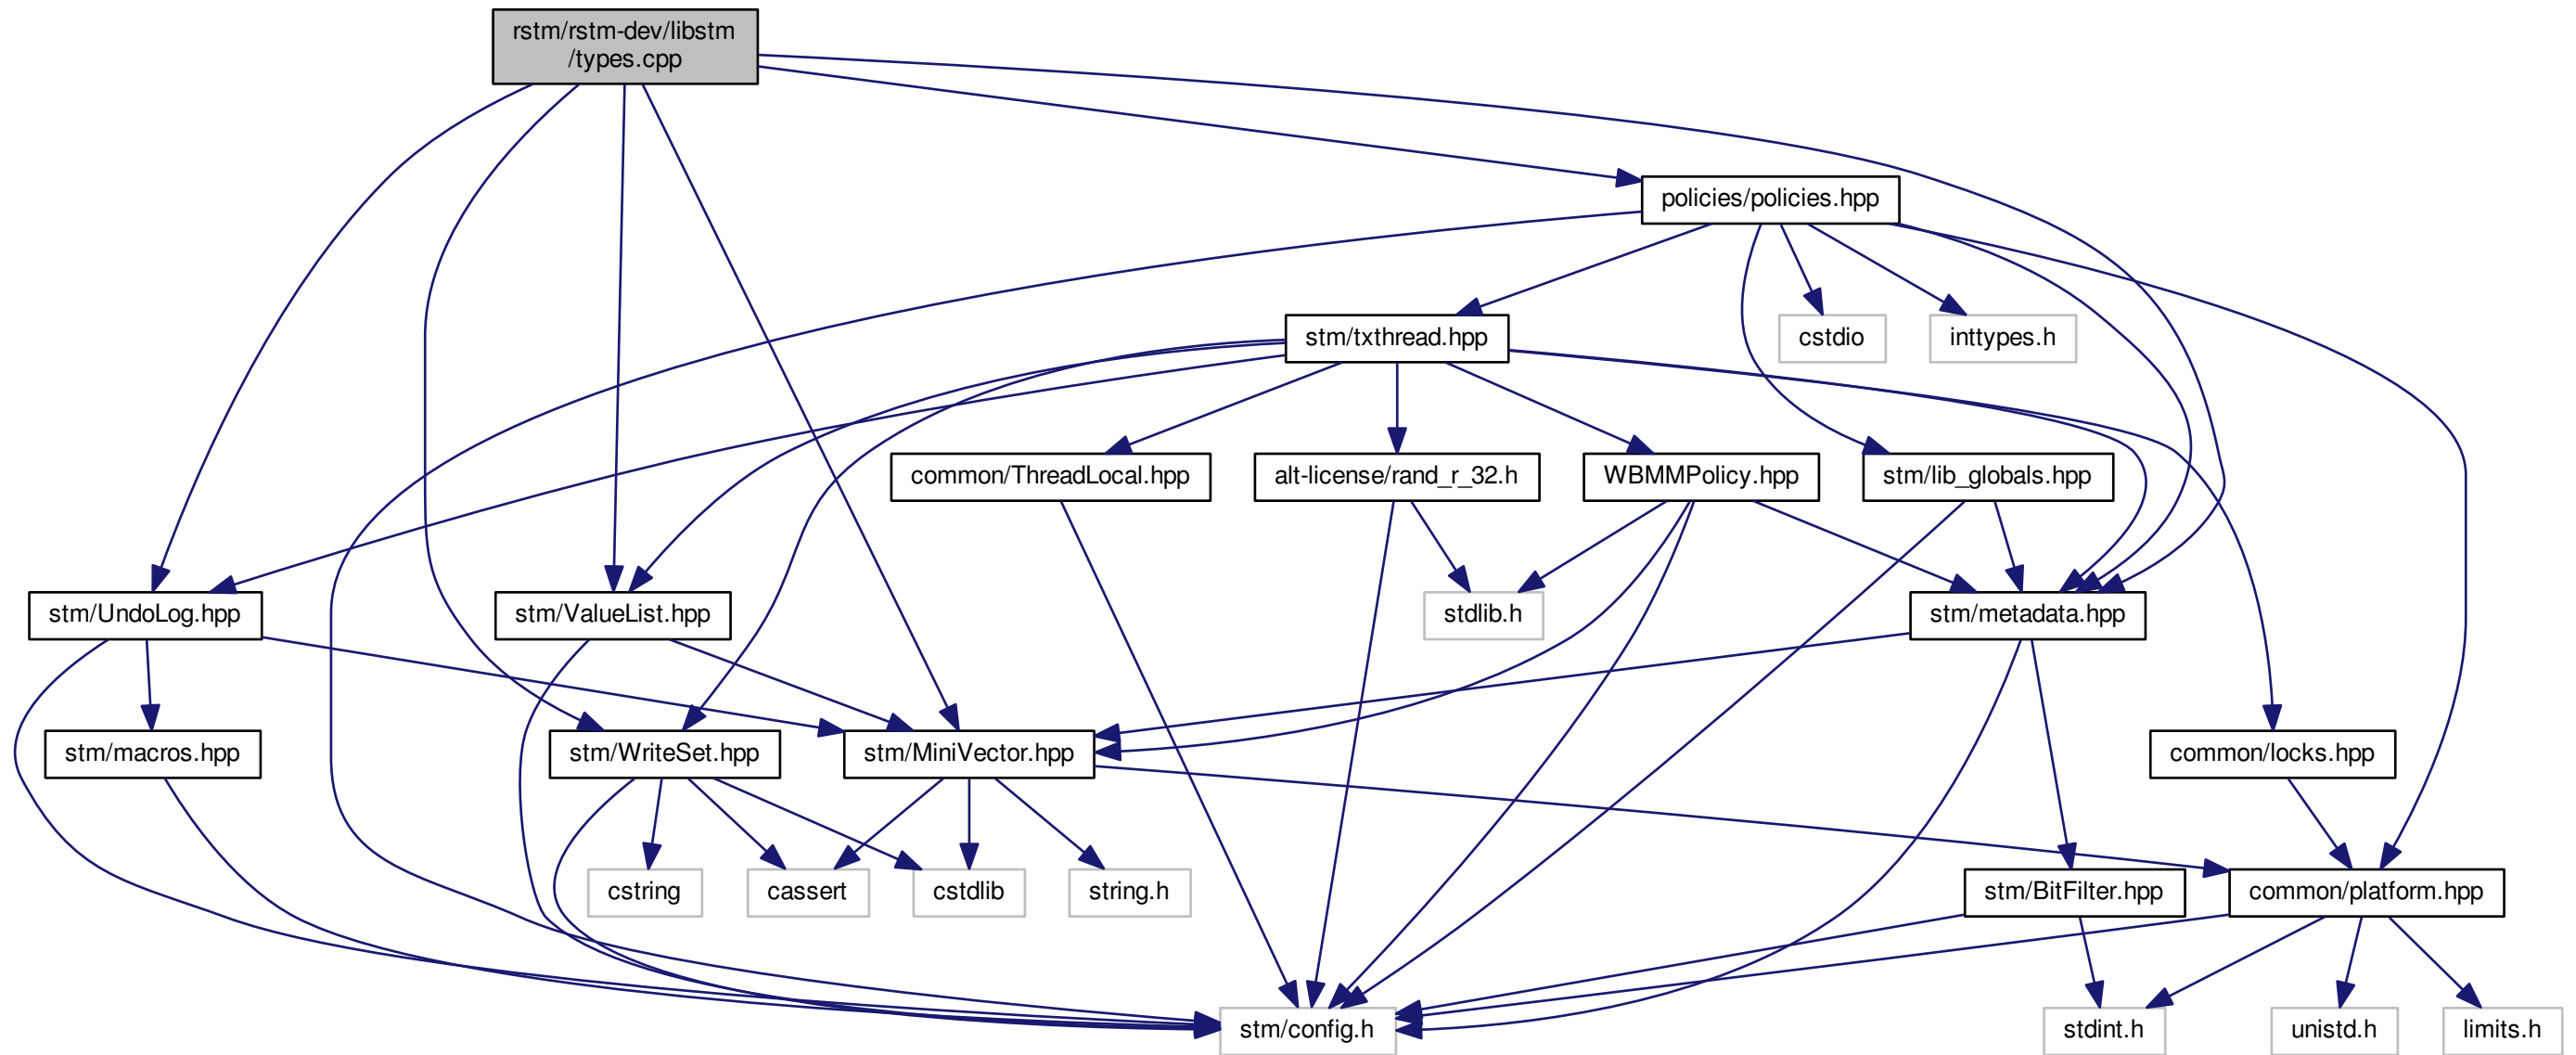 rstm/rstm-dev/libstm
/types.cpp
policies/policies.hpp
stm/txthread.hpp
cstdio
inttypes.h
common/ThreadLocal.hpp
alt-license/rand_r_32.h
WBMMPolicy.hpp
stm/lib_globals.hpp
stm/UndoLog.hpp
stm/ValueList.hpp
stdlib.h
stm/metadata.hpp
stm/macros.hpp
stm/WriteSet.hpp
stm/MiniVector.hpp
common/locks.hpp
cstring
cassert
cstdlib
string.h
stm/BitFilter.hpp
common/platform.hpp
stm/config.h
stdint.h
unistd.h
limits.h